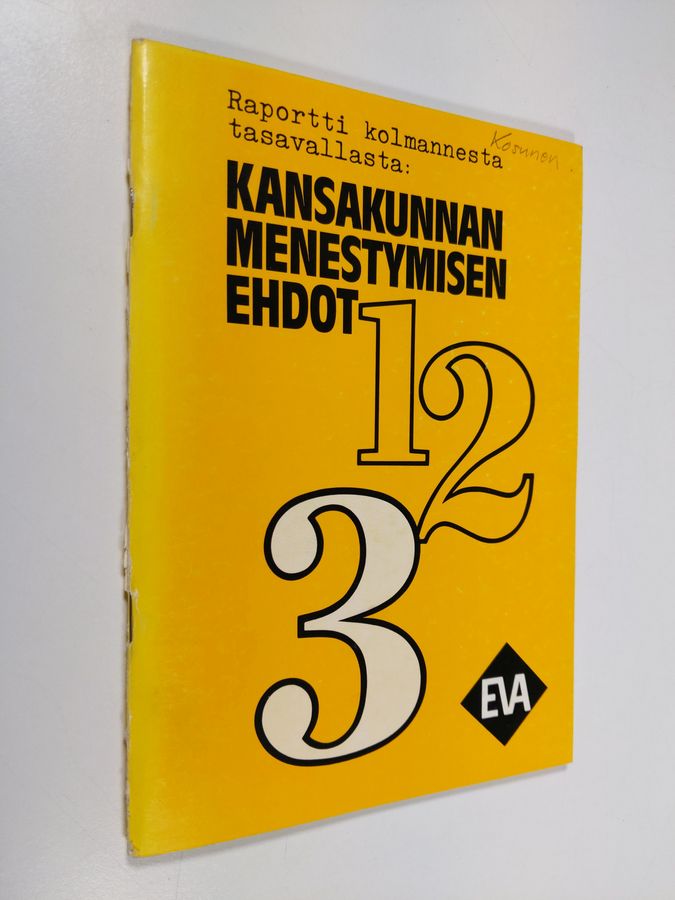 Raportti kolmannesta
tasavallasta:
Kosunen
KANSAKUNNAN
MENESTYMISEN
EHDOT
1
2
3
EVA